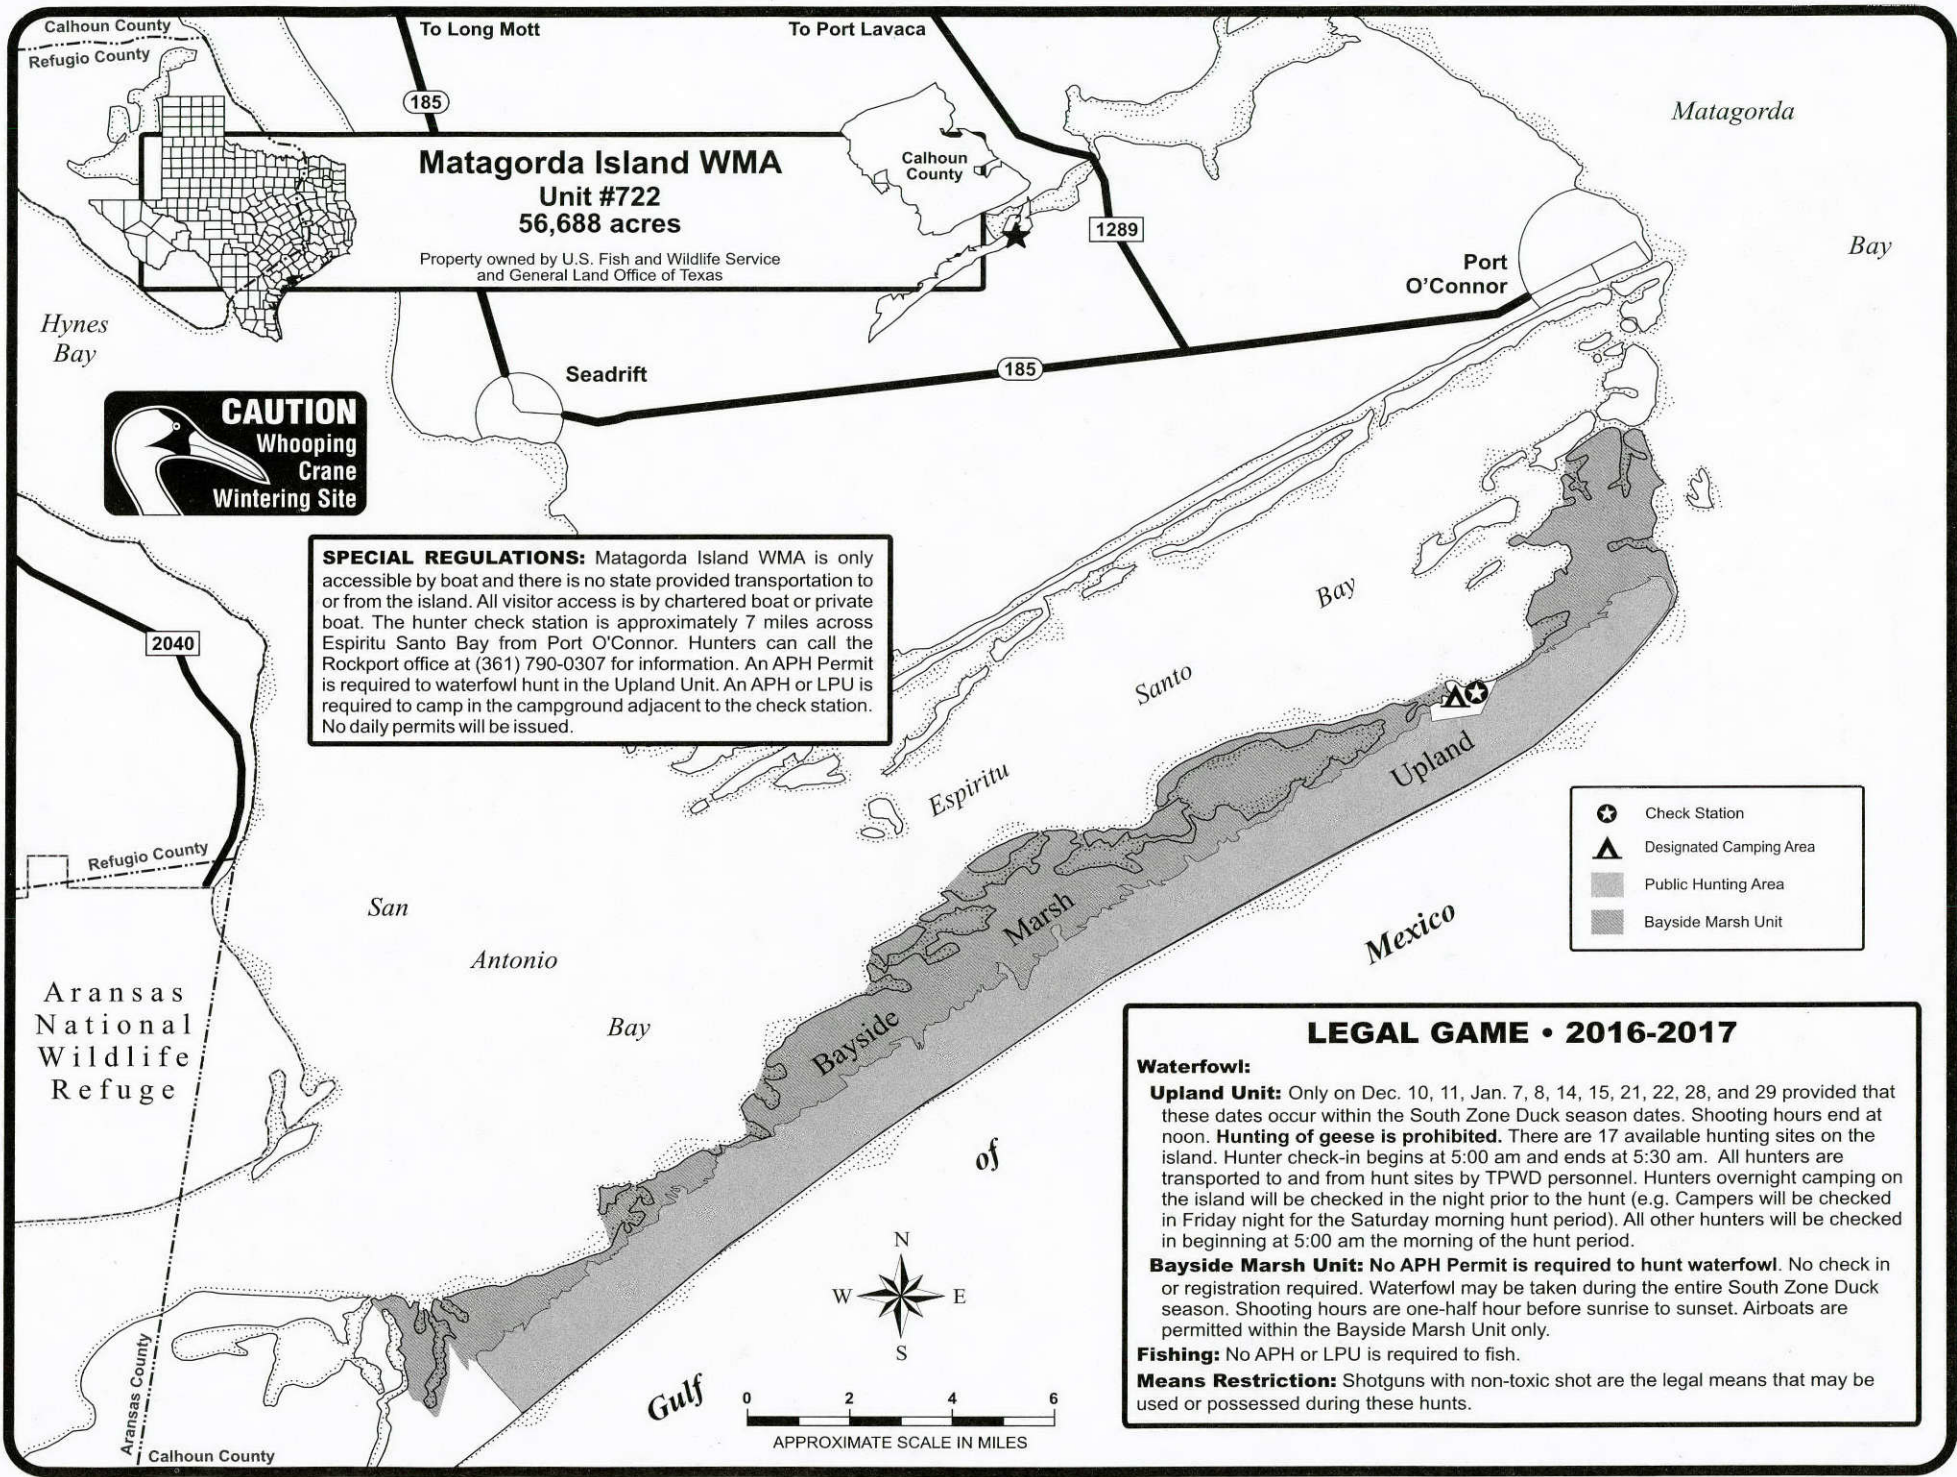 Calhoun County
Refugio County
To Long Mott
To Port Lavaca
185
Matagorda
Bay
Matagorda Island WMA
Unit #722
56,688 acres
Property owned by U.S. Fish and Wildlife Service
and General Land Office of Texas
Calhoun
County
1289
Port
O'Connor
Hynes
Bay
Seadrift
185
CAUTION
Whooping
Crane
Wintering Site
SPECIAL REGULATIONS: Matagorda Island WMA is only
accessible by boat and there is no state provided transportation to
or from the island. All visitor access is by chartered boat or private
boat. The hunter check station is approximately 7 miles across
Espiritu Santo Bay from Port O'Connor. Hunters can call the
Rockport office at (361) 790-0307 for information. An APH Permit
is required to waterfowl hunt in the Upland Unit. An APH or LPU is
required to camp in the campground adjacent to the check station.
No daily permits will be issued.
2040
Espiritu
Santo
Bay
Upland
Bayside
Marsh
Check Station
Designated Camping Area
Public Hunting Area
Bayside Marsh Unit
Refugio County
San
Antonio
Bay
Aransas
National
Wildlife
Refuge
Gulf
of
Mexico
LEGAL GAME • 2016-2017
Waterfowl:
Upland Unit: Only on Dec. 10, 11, Jan. 7, 8, 14, 15, 21, 22, 28, and 29 provided that
these dates occur within the South Zone Duck season dates. Shooting hours end at
noon. Hunting of geese is prohibited. There are 17 available hunting sites on the
island. Hunter check-in begins at 5:00 am and ends at 5:30 am. All hunters are
transported to and from hunt sites by TPWD personnel. Hunters overnight camping on
the island will be checked in the night prior to the hunt (e.g. Campers will be checked
in Friday night for the Saturday morning hunt period). All other hunters will be checked
in beginning at 5:00 am the morning of the hunt period.
Bayside Marsh Unit: No APH Permit is required to hunt waterfowl. No check in
or registration required. Waterfowl may be taken during the entire South Zone Duck
season. Shooting hours are one-half hour before sunrise to sunset. Airboats are
permitted within the Bayside Marsh Unit only.
Fishing: No APH or LPU is required to fish.
Means Restriction: Shotguns with non-toxic shot are the legal means that may be
used or possessed during these hunts.
N
W E
S
0 2 4 6
APPROXIMATE SCALE IN MILES
Aransas County
Calhoun County